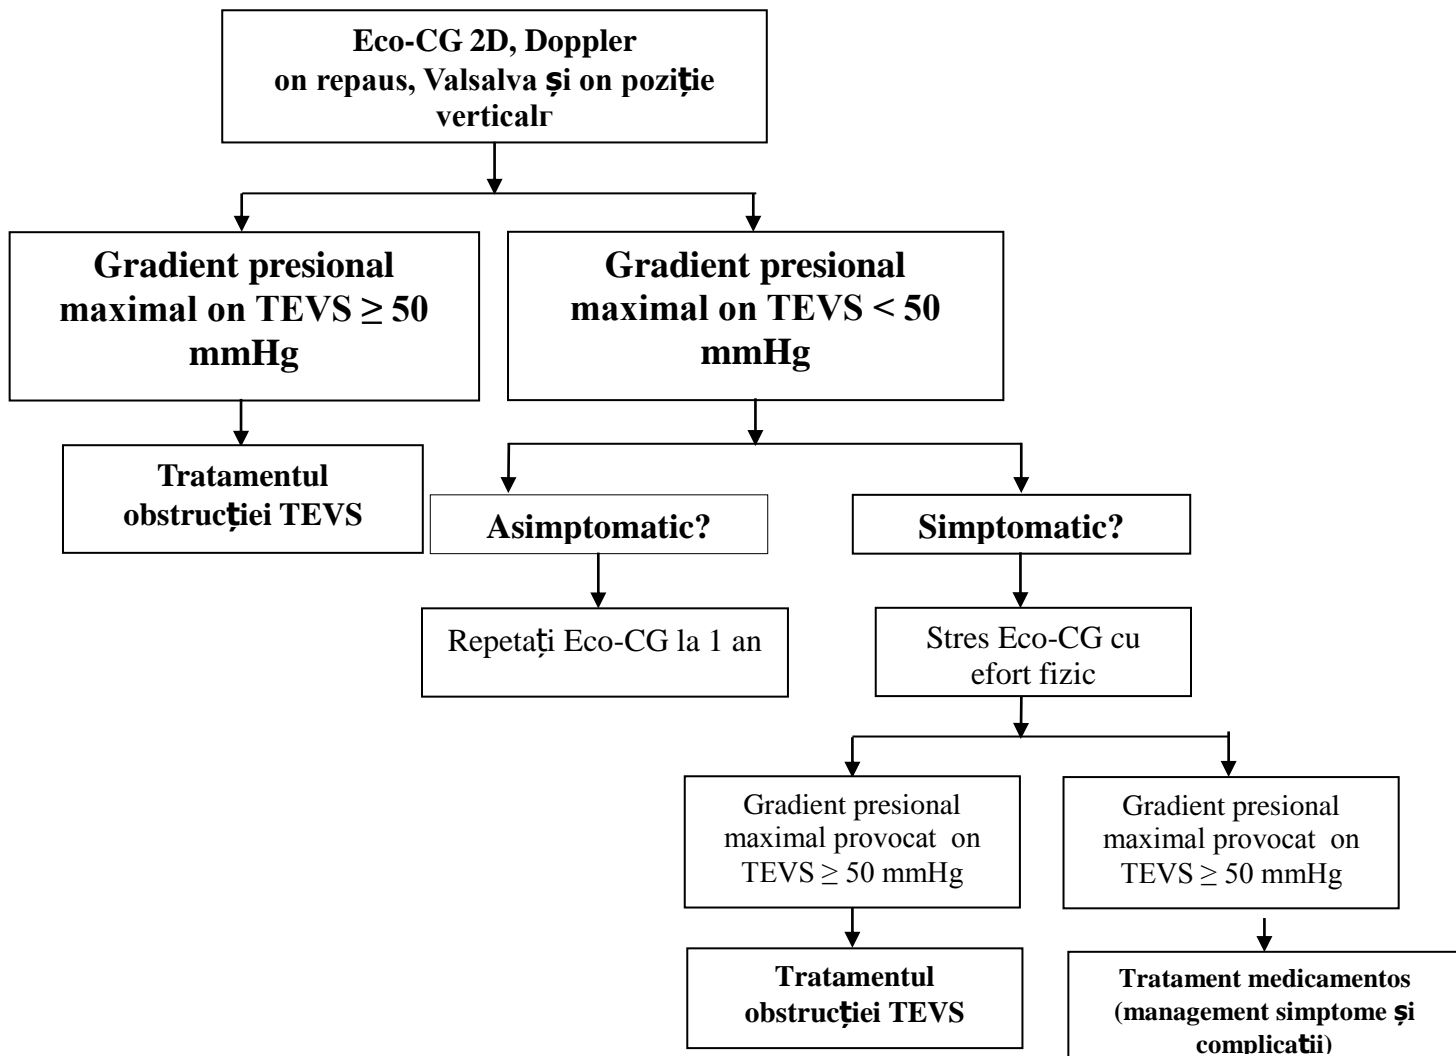 Eco-CG 2D, Doppler
on repaus, Valsalva și on poziție
verticalг
Gradient presional
maximal on TEVS ≥ 50
mmHg
Gradient presional
maximal on TEVS < 50
mmHg
Tratamentul
obstrucției TEVS
Asimptomatic?
Simptomatic?
Repetați Eco-CG la 1 an
Stres Eco-CG cu
efort fizic
Gradient presional
maximal provocat on
TEVS ≥ 50 mmHg
Gradient presional
maximal provocat on
TEVS ≥ 50 mmHg
Tratamentul
obstrucției TEVS
Tratament medicamentos
(management simptome și
complicații)